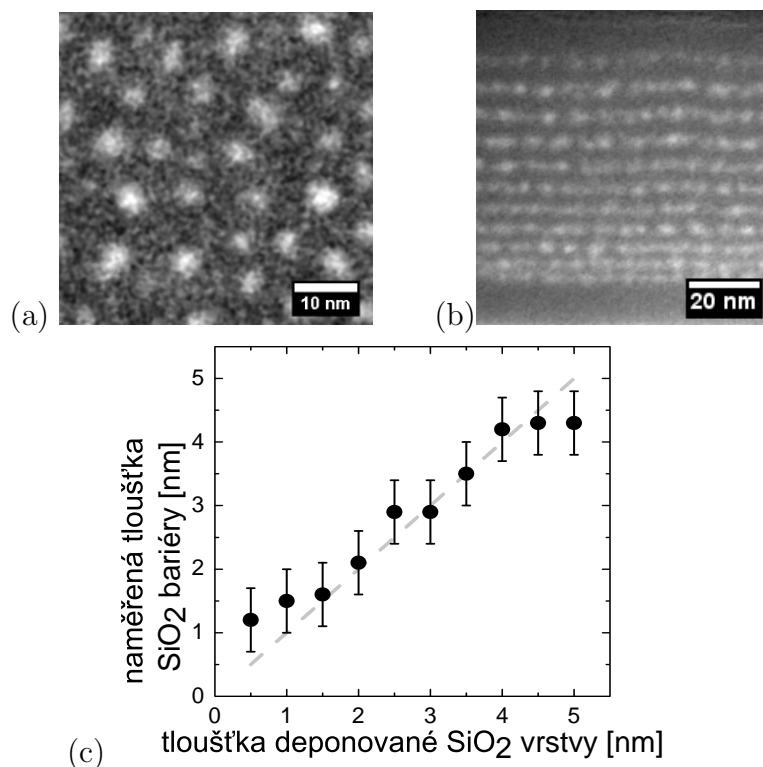 10 nm
20 nm
(a)
(b)
5
4
3
2
1
0
naměřená tloušťka
SiO2 bariéry [nm]
0 1 2 3 4 5
tloušťka deponované SiO2 vrstvy [nm]
(c)